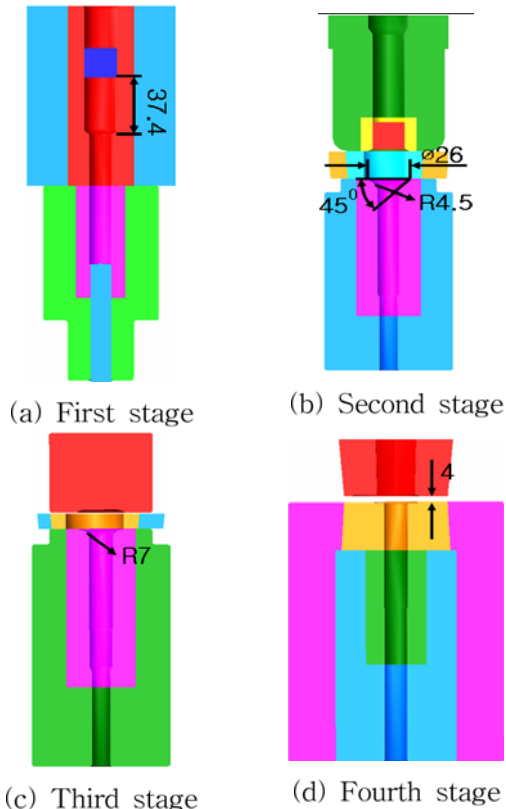 37.4
(a) First stage
ø26
45⁰
R4.5
(b) Second stage
R7
(c) Third stage
4
(d) Fourth stage